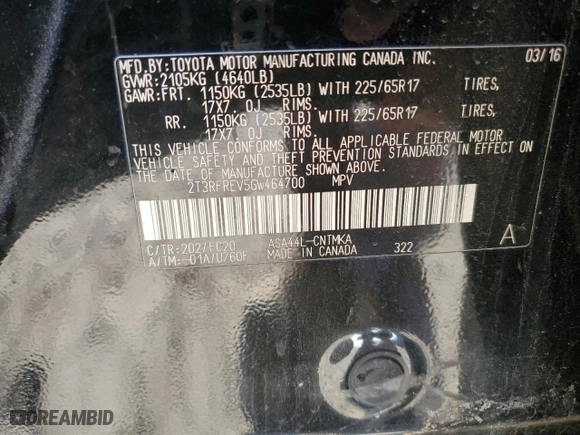 MFD.BY:TOYOTA MOTOR MANUFACTURING CANADA INC. 03/16
GVWR:2105KG (4640LB)
GAWR:FRT. 1150KG (2535LB) WITH 225/65R17 TIRES,
17X7.0J RIMS.
RR. 1150KG (2535LB) WITH 225/65R17 TIRES,
17X7.0J RIMS.
THIS VEHICLE CONFORMS TO ALL APPLICABLE FEDERAL MOTOR
VEHICLE SAFETY AND THEFT PREVENTION STANDARDS IN EFFECT ON
THE DATE OF MANUFACTURE SHOWN ABOVE.
2T3RFREV5GW464700 MPV
C/TR:202/FC20 ASA44L-CNTMKA A
A/TM:-01A/U760F MADE IN CANADA 322
DREAMBID